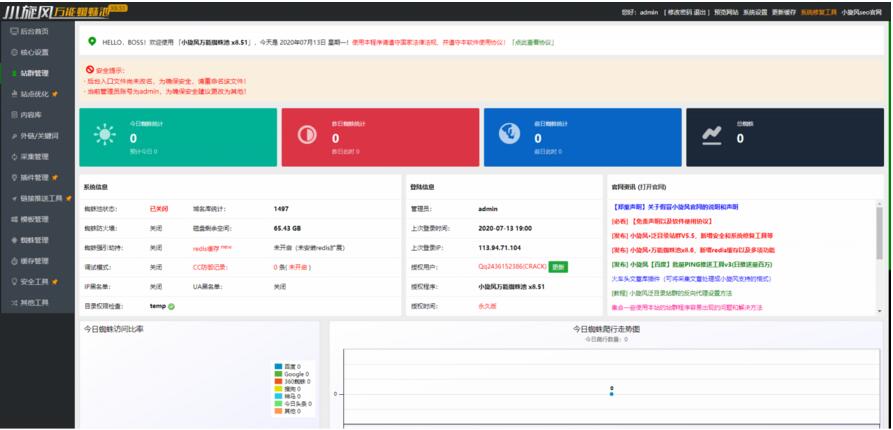 小旋风万能蜘蛛池 x8.51
您好：admin [ 修改密码 退出 ] 预览网站 系统设置 更新缓存 系统修复工具 小旋风seo官网
后台首页
核心设置
站群管理
站点优化
内容库
外链/关键词
采集管理
插件管理
链接推送工具
模板管理
蜘蛛管理
缓存管理
安全工具
其他工具
HELLO, BOSS！欢迎使用「小旋风万能蜘蛛池 x8.51」，今天是 2020年07月13日 星期一！使用本程序请遵守国家法律法规，并遵守本软件使用协议！「点此查看协议」
安全提示：
· 后台入口文件尚未改名，为确保安全，请重命名该文件！
· 当前管理员账号为admin，为确保安全建议更改为其他！
今日蜘蛛统计
0
预计今日 0
昨日蜘蛛统计
0
昨日此时 0
前日蜘蛛统计
0
前日此时 0
总蜘蛛
0
系统信息
蜘蛛池状态： 已关闭 域名库统计： 1497
蜘蛛防火墙： 关闭 磁盘剩余空间： 65.43 GB
蜘蛛强引劫持： 关闭 redis缓存 new 未开启 (未安装redis扩展)
调试模式： 关闭 CC防御记录： 0 条( 未开启 )
IP黑名单： 关闭 UA黑名单： 关闭
目录权限检查： temp
登陆信息
管理员： admin
上次登录时间： 2020-07-13 19:00
上次登录IP： 113.94.71.104
授权用户： Qq2436152386(CRACK) 更新
授权程序： 小旋风万能蜘蛛池 x8.51
授权时间： 永久版
官网资讯 (打开官网)
【郑重声明】关于假冒小旋风官网的说明和声明
[必看] 【免责声明以及软件使用协议】
[发布] 小旋风•泛目录站群V5.5，新增安全和系统修复工具等
[发布] 小旋风•万能蜘蛛池x8.6，新增redis缓存以及多项功能
[发布] 小旋风【百度】批量PING推送工具v3(日推送量百万)
火车头文章库插件（可将采集文章处理成小旋风支持的格式）
[教程] 小旋风泛目录站群的反向代理设置方法
重点一些使用本站的站群程序容易出现的问题和解决方法
今日蜘蛛访问比率
百度 0
Google 0
360蜘蛛 0
搜狗 0
神马 0
今日头条 0
其他 0
今日蜘蛛爬行走势图
今日爬行数量：0
0
0